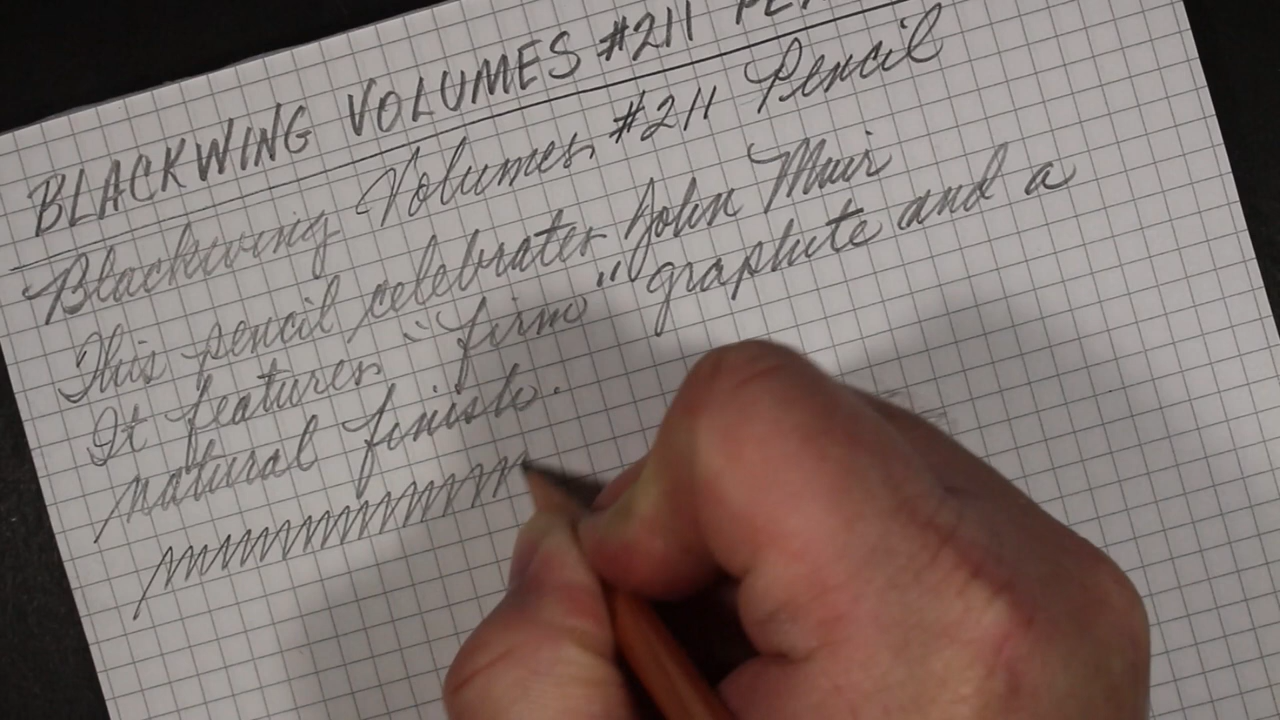 BLACKWING VOLUMES #211
Blackwing Volumes #211 Pencil
This pencil celebrates John Muir
It features "firm" graphite and a
natural finish.